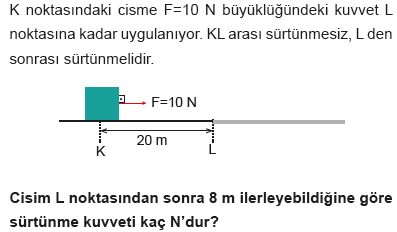 K noktasındaki cisme F=10 N büyüklüğündeki kuvvet L
noktasına kadar uygulanıyor. KL arası sürtünmesiz, L den
sonrası sürtünmelidir.
F=10 N
20 m
K
L
Cisim L noktasından sonra 8 m ilerleyebildiğine göre
sürtünme kuvveti kaç N'dur?